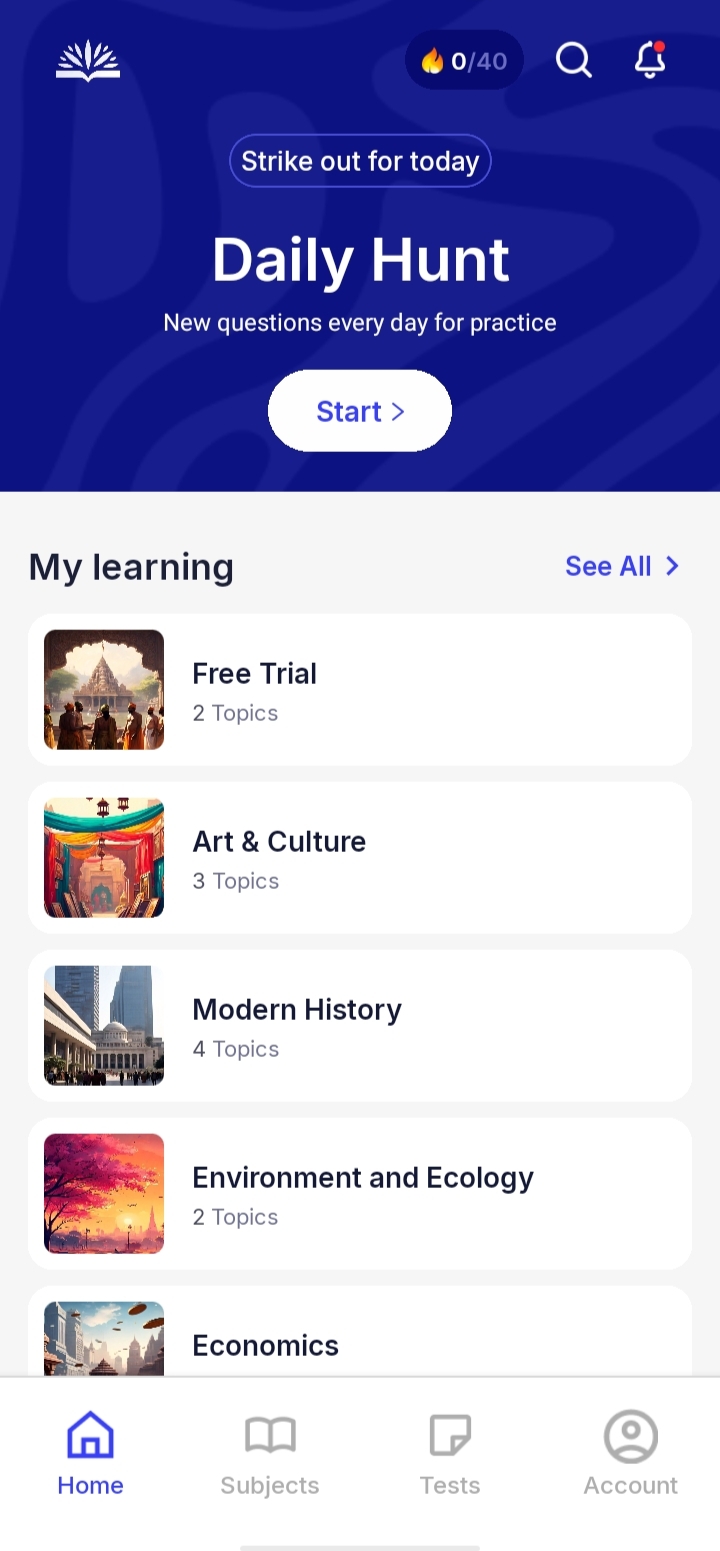 0/40
Strike out for today
Daily Hunt
New questions every day for practice
Start >
My learning
See All >
Free Trial
2 Topics
Art & Culture
3 Topics
Modern History
4 Topics
Environment and Ecology
2 Topics
Economics
Home
Subjects
Tests
Account